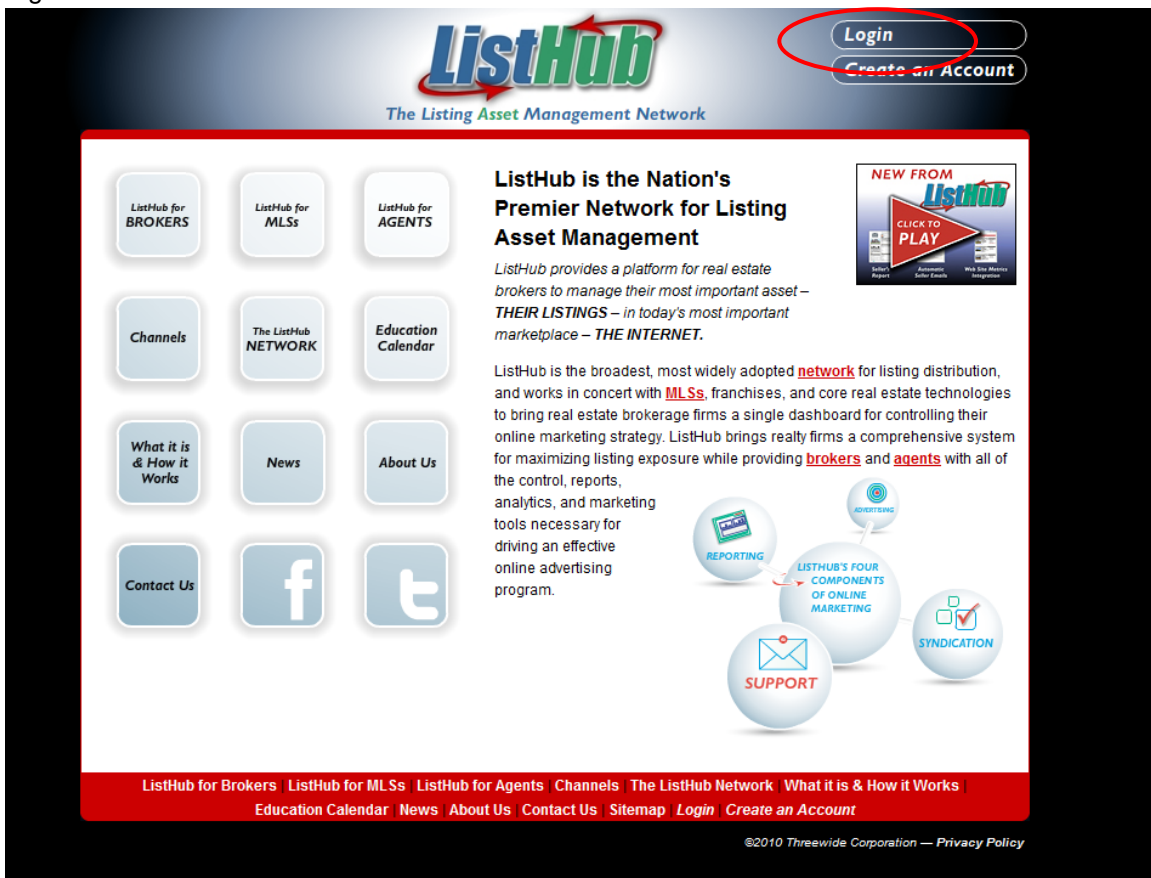 ListHub
The Listing Asset Management Network
Login
Create an Account
ListHub for
BROKERS
ListHub for
MLSs
ListHub for
AGENTS
Channels
The ListHub
NETWORK
Education
Calendar
What it is
& How it
Works
News
About Us
Contact Us
f
t
ListHub is the Nation's
Premier Network for Listing
Asset Management
ListHub provides a platform for real estate
brokers to manage their most important asset –
THEIR LISTINGS – in today's most important
marketplace – THE INTERNET.
NEW FROM
ListHub
CLICK TO
PLAY
Seller's
Report
Automatic
Seller Emails
Web Site Metrics
Integration
ListHub is the broadest, most widely adopted network for listing distribution,
and works in concert with MLSs, franchises, and core real estate technologies
to bring real estate brokerage firms a single dashboard for controlling their
online marketing strategy. ListHub brings realty firms a comprehensive system
for maximizing listing exposure while providing brokers and agents with all of
the control, reports,
analytics, and marketing
tools necessary for
driving an effective
online advertising
program.
ADVERTISING
REPORTING
LISTHUB'S FOUR
COMPONENTS
OF ONLINE
MARKETING
SYNDICATION
SUPPORT
ListHub for Brokers | ListHub for MLSs | ListHub for Agents | Channels | The ListHub Network | What it is & How it Works |
Education Calendar | News | About Us | Contact Us | Sitemap | Login | Create an Account
©2010 Threewide Corporation — Privacy Policy